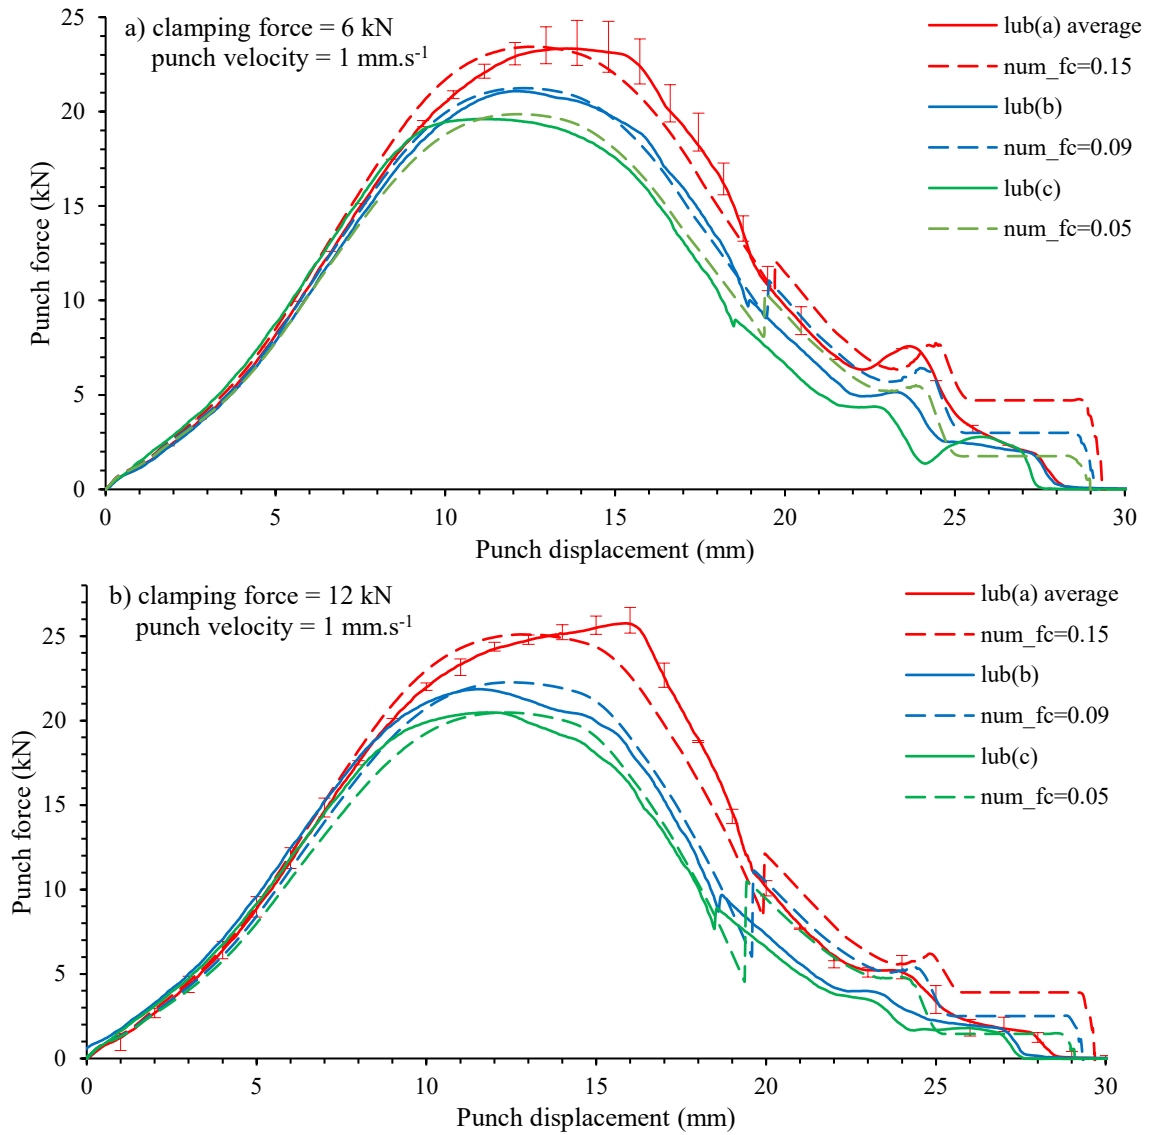 a) clamping force = 6 kN
punch velocity = 1 mm.s⁻¹
lub(a) average
num_fc=0.15
lub(b)
num_fc=0.09
lub(c)
num_fc=0.05
Punch force (kN)
25
20
15
10
5
0
0 5 10 15 20 25 30
Punch displacement (mm)
b) clamping force = 12 kN
punch velocity = 1 mm.s⁻¹
lub(a) average
num_fc=0.15
lub(b)
num_fc=0.09
lub(c)
num_fc=0.05
Punch force (kN)
25
20
15
10
5
0
0 5 10 15 20 25 30
Punch displacement (mm)